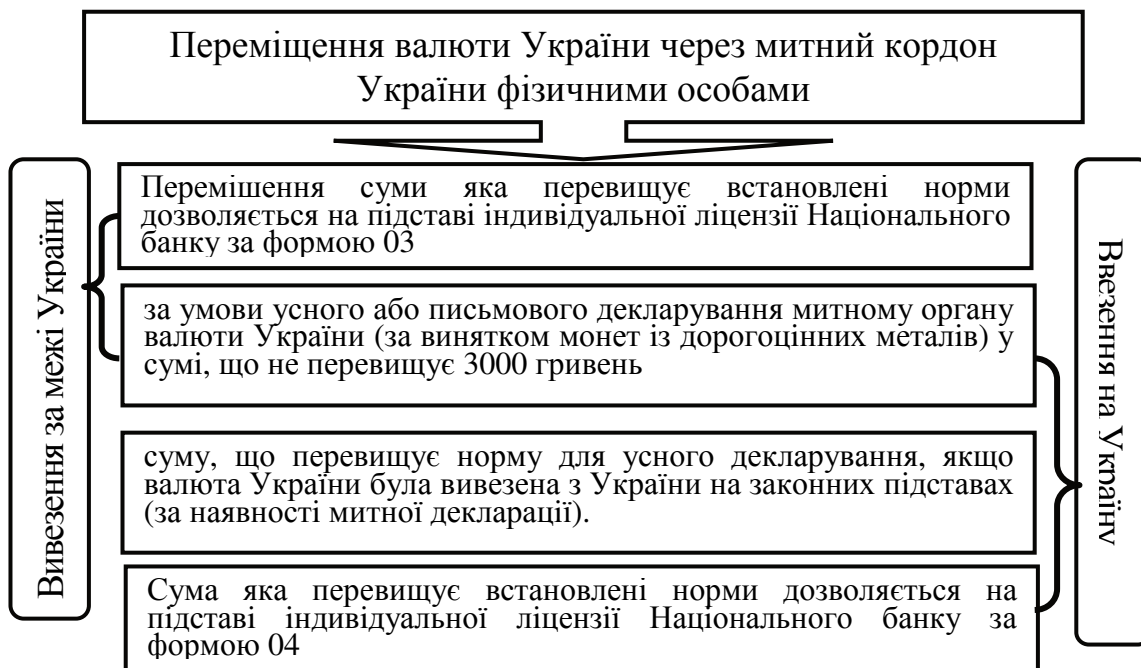 Переміщення валюти України через митний кордон
України фізичними особами
Вивезення за межі України
Перемішення суми яка перевищує встановлені норми
дозволяється на підставі індивідуальної ліцензії Національного
банку за формою 03
за умови усного або письмового декларування митному органу
валюти України (за винятком монет із дорогоцінних металів) у
сумі, що не перевищує 3000 гривень
суму, що перевищує норму для усного декларування, якщо
валюта України була вивезена з України на законних підставах
(за наявності митної декларації).
Сума яка перевищує встановлені норми дозволяється на
підставі індивідуальної ліцензії Національного банку за
формою 04
Ввезення на Україну